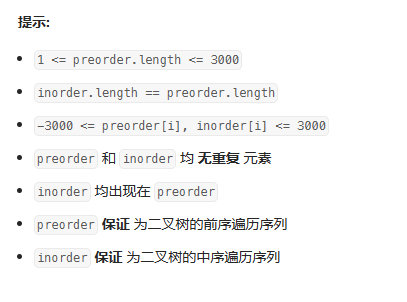 提示:
1 <= preorder.length <= 3000
inorder.length == preorder.length
-3000 <= preorder[i], inorder[i] <= 3000
preorder 和 inorder 均 无重复 元素
inorder 均出现在 preorder
preorder 保证 为二叉树的前序遍历序列
inorder 保证 为二叉树的中序遍历序列